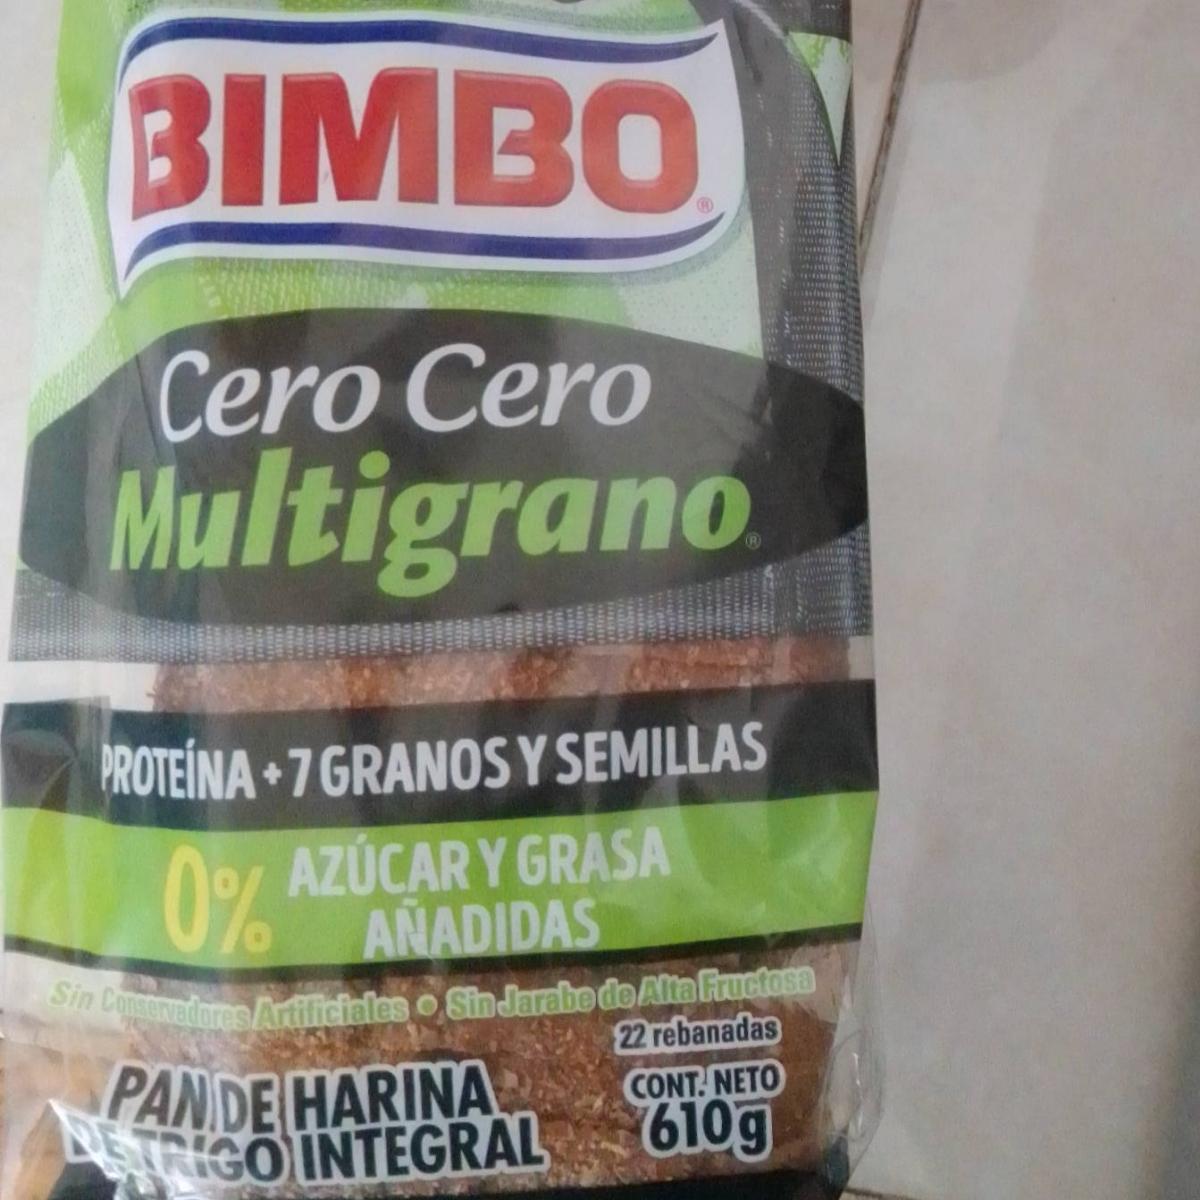 BIMBO®
Cero Cero
Multigrano®
PROTEÍNA + 7 GRANOS Y SEMILLAS
0% AZÚCAR Y GRASA
AÑADIDAS
Sin Conservadores Artificiales • Sin Jarabe de Alta Fructosa
22 rebanadas
PAN DE HARINA
DE TRIGO INTEGRAL
CONT. NETO
610g